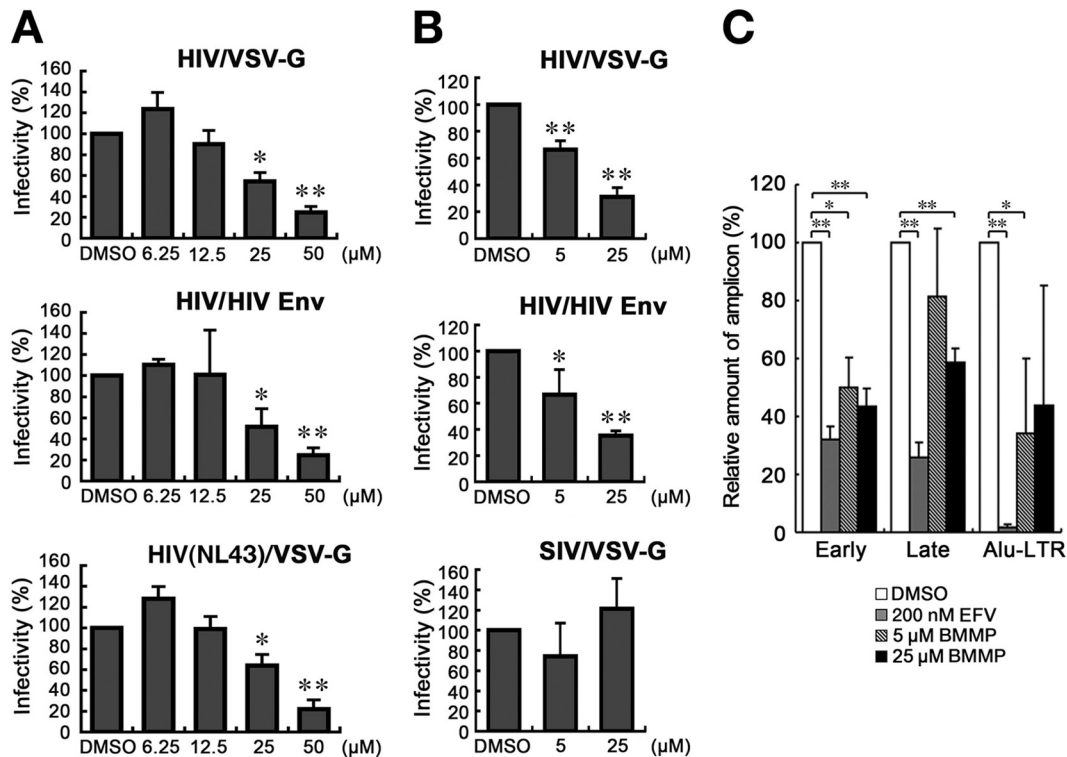 A
HIV/VSV-G
Infectivity (%)
160
140
120
100
80
60
40
20
0
*
**
DMSO 6.25 12.5 25 50 (µM)
HIV/HIV Env
Infectivity (%)
160
140
120
100
80
60
40
20
0
*
**
DMSO 6.25 12.5 25 50 (µM)
HIV(NL43)/VSV-G
Infectivity (%)
160
140
120
100
80
60
40
20
0
*
**
DMSO 6.25 12.5 25 50 (µM)
B
HIV/VSV-G
Infectivity (%)
120
100
80
60
40
20
0
**
**
DMSO 5 25 (µM)
HIV/HIV Env
Infectivity (%)
120
100
80
60
40
20
0
*
**
DMSO 5 25 (µM)
SIV/VSV-G
Infectivity (%)
160
140
120
100
80
60
40
20
0
DMSO 5 25 (µM)
C
Relative amount of amplicon (%)
120
100
80
60
40
20
0
**
*
**
**
**
*
**
Early Late Alu-LTR
DMSO
200 nM EFV
5 µM BMMP
25 µM BMMP